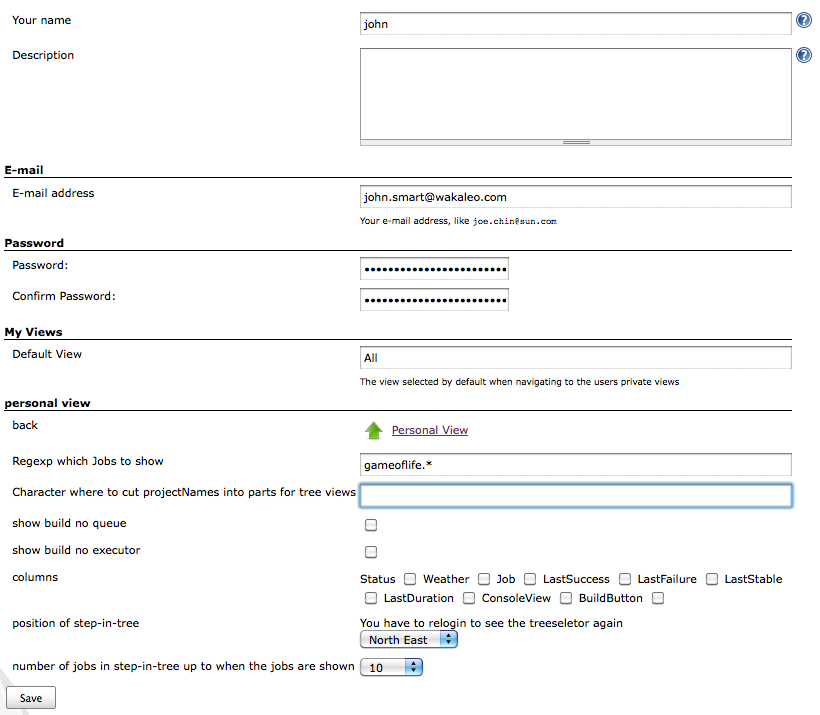 Your name john
Description
E-mail
E-mail address john.smart@wakaleo.com
Your e-mail address, like joe.chin@sun.com
Password
Password: ••••••••••••••••••••••••
Confirm Password: ••••••••••••••••••••••••
My Views
Default View All
The view selected by default when navigating to the users private views
personal view
back Personal View
Regexp which Jobs to show gameoflife.*
Character where to cut projectNames into parts for tree views
show build no queue
show build no executor
columns Status Weather Job LastSuccess LastFailure LastStable
LastDuration ConsoleView BuildButton
position of step-in-tree You have to relogin to see the treeseletor again
North East
number of jobs in step-in-tree up to when the jobs are shown 10
Save